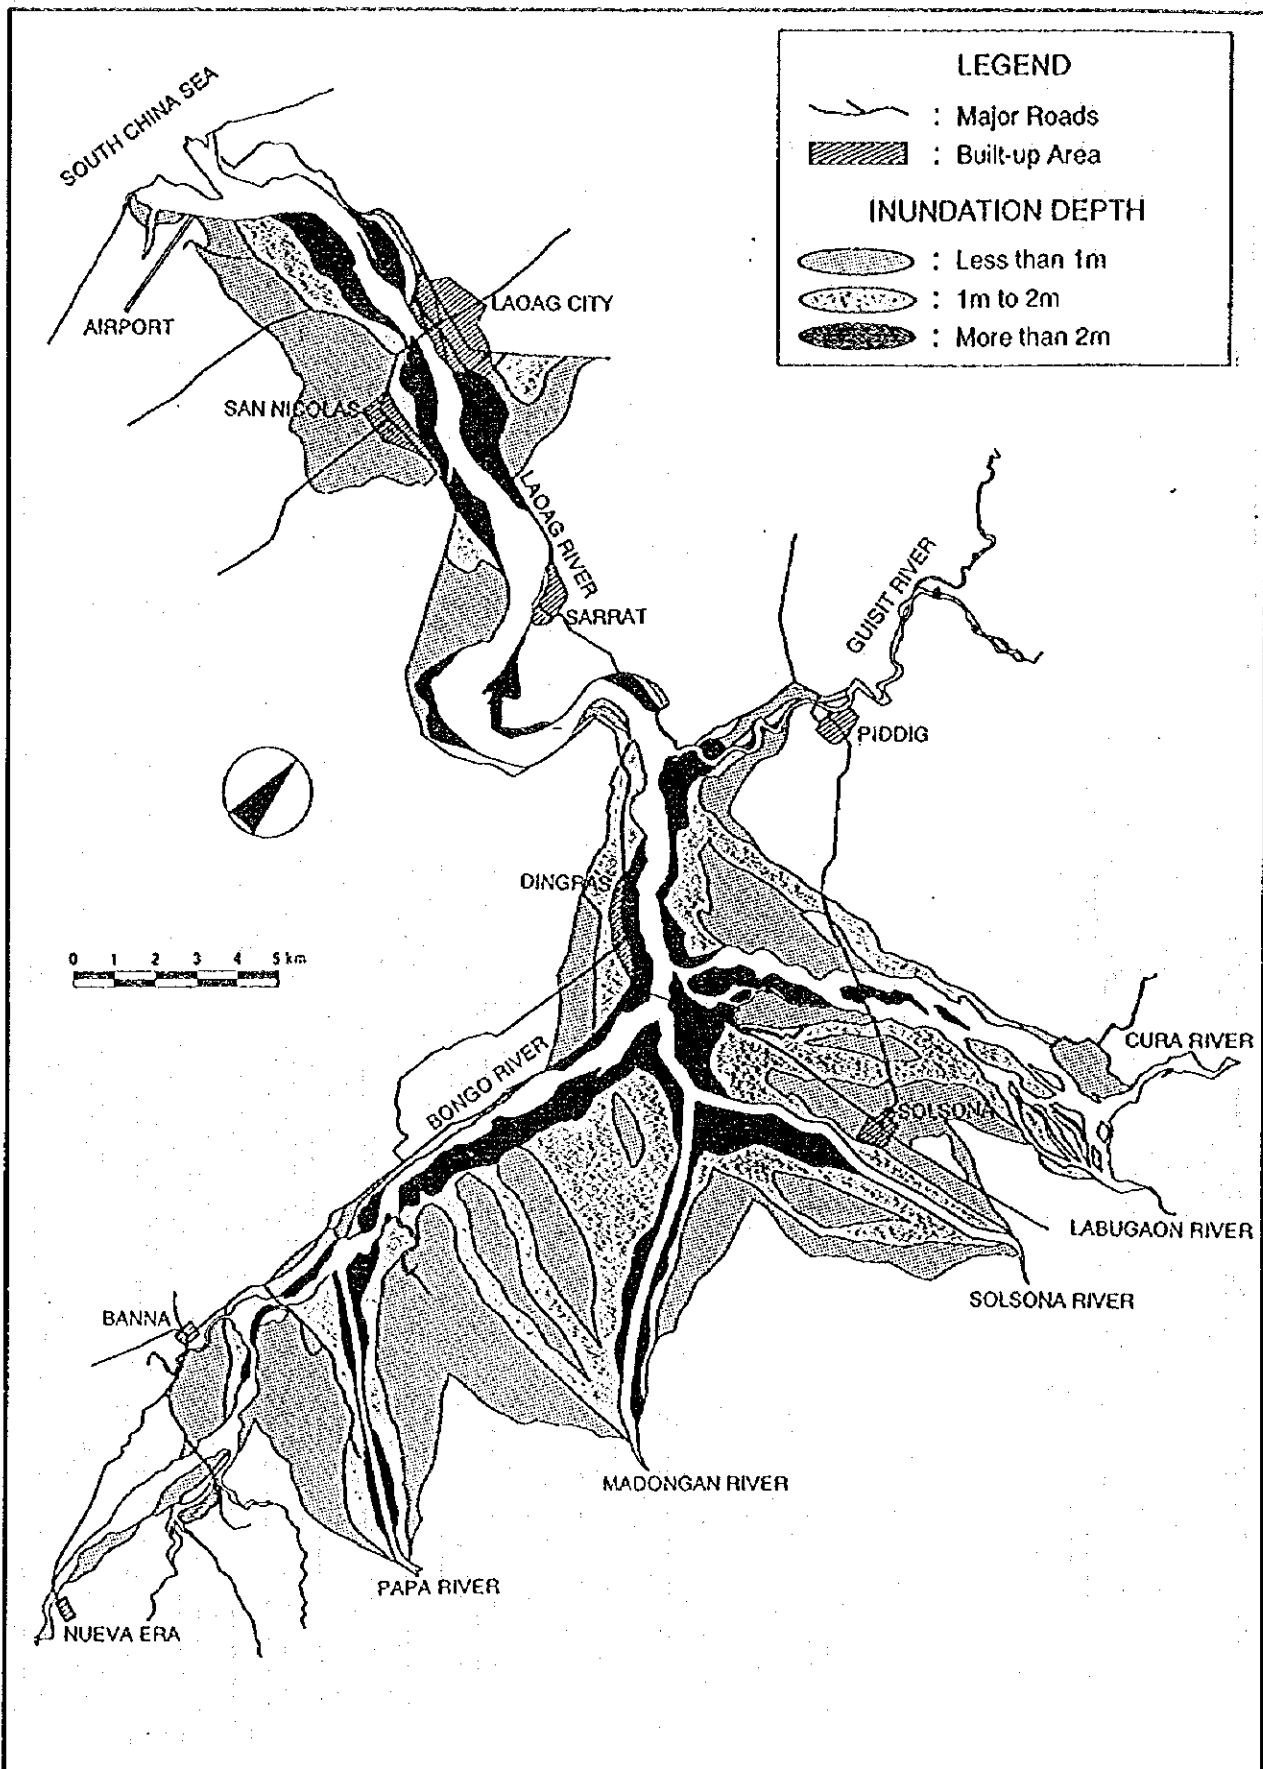 SOUTH CHINA SEA
LEGEND
: Major Roads
: Built-up Area
INUNDATION DEPTH
: Less than 1m
: 1m to 2m
: More than 2m
AIRPORT
LAOAG CITY
SAN NICOLAS
LAOAG RIVER
SARRAT
GUISIT RIVER
PIDDIG
DINGRAS
0 1 2 3 4 5 km
BONGO RIVER
CURA RIVER
SOLSONA
LABUGAON RIVER
SOLSONA RIVER
BANNA
MADONGAN RIVER
PAPA RIVER
NUEVA ERA